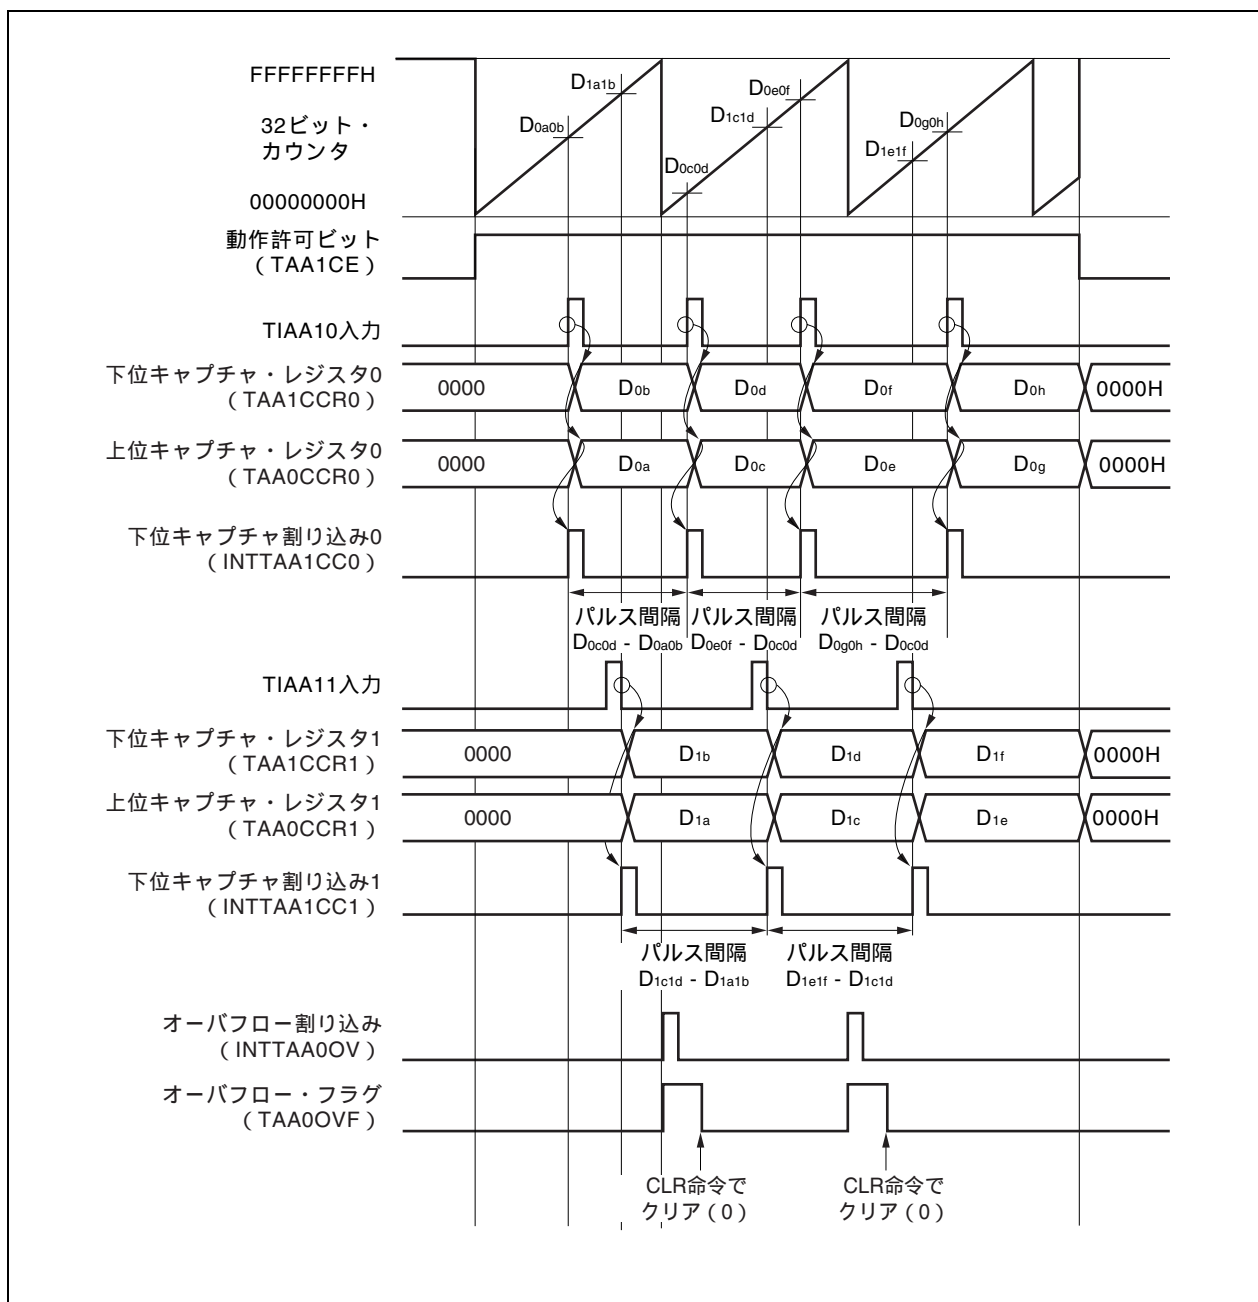 FFFFFFFFH
D1a1b
D0e0f
D1c1d
D0a0b
D0g0h
32ビット・
カウンタ
D1e1f
D0c0d
00000000H
動作許可ビット
（TAA1CE）
TIAA10入力
下位キャプチャ・レジスタ0
（TAA1CCR0）
0000 D0b D0d D0f D0h 0000H
上位キャプチャ・レジスタ0
（TAA0CCR0）
0000 D0a D0c D0e D0g 0000H
下位キャプチャ割り込み0
（INTTAA1CC0）
パルス間隔 パルス間隔 パルス間隔
D0c0d - D0a0b D0e0f - D0c0d D0g0h - D0c0d
TIAA11入力
下位キャプチャ・レジスタ1
（TAA1CCR1）
0000 D1b D1d D1f 0000H
上位キャプチャ・レジスタ1
（TAA0CCR1）
0000 D1a D1c D1e 0000H
下位キャプチャ割り込み1
（INTTAA1CC1）
パルス間隔 パルス間隔
D1c1d - D1a1b D1e1f - D1c1d
オーバフロー割り込み
（INTTAA0OV）
オーバフロー・フラグ
（TAA0OVF）
CLR命令で CLR命令で
クリア（0） クリア（0）